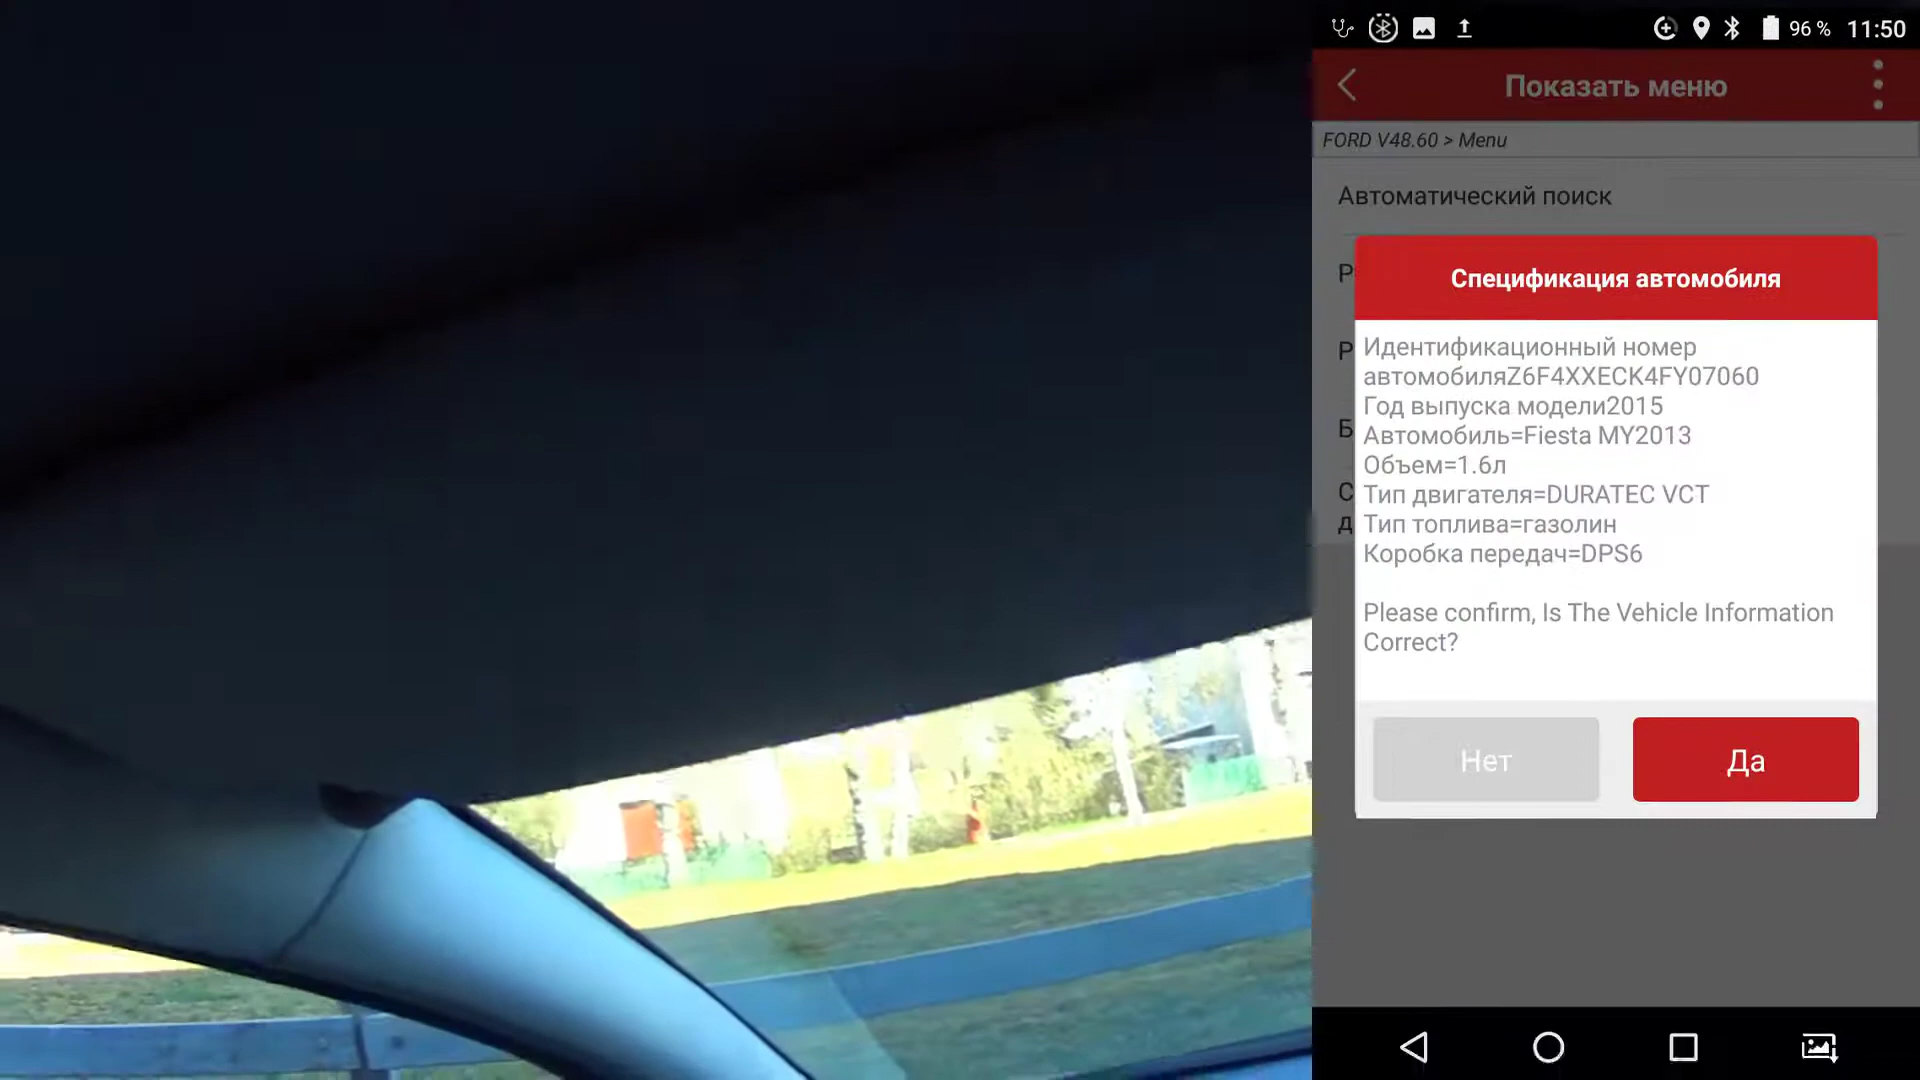 96 % 11:50
Показать меню
FORD V48.60 > Menu
Автоматический поиск
Р
Спецификация автомобиля
Р
Идентификационный номер
автомобиляZ6F4XXECK4FY07060
Год выпуска модели2015
Б
Автомобиль=Fiesta MY2013
Объем=1.6л
С
Тип двигателя=DURATEC VCT
д
Тип топлива=газолин
Коробка передач=DPS6
Please confirm, Is The Vehicle Information
Correct?
Нет
Да